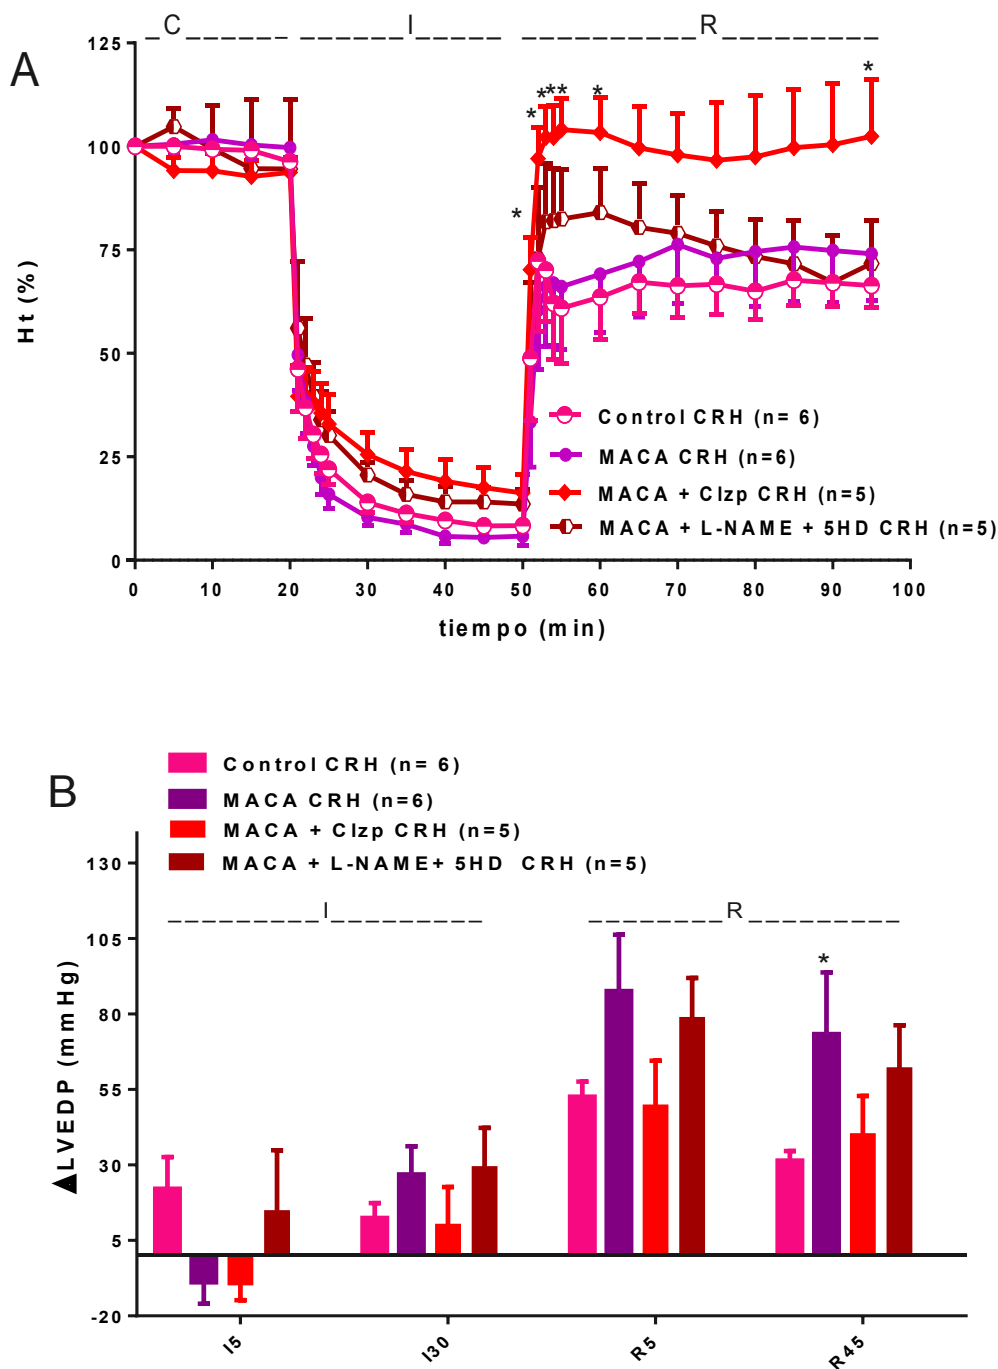 C I R
A
* * * * * * *
125
100
75
50
25
0
Ht (%)
Control CRH (n= 6)
MACA CRH (n=6)
MACA + Clzp CRH (n=5)
MACA + L-NAME + 5HD CRH (n=5)
0 10 20 30 40 50 60 70 80 90 100
tiempo (min)
B
Control CRH (n= 6)
MACA CRH (n=6)
MACA + Clzp CRH (n=5)
MACA + L-NAME+ 5HD CRH (n=5)
I R
*
130
105
80
55
30
5
-20
▲LVEDP (mmHg)
I5 I30 R5 R45